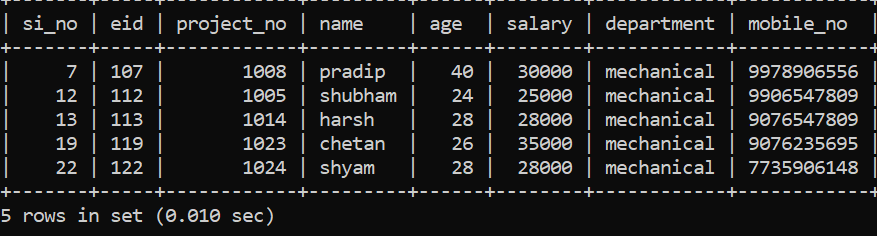 | si_no | eid | project_no | name    | age  | salary | department | mobile_no  |
+-------+-----+------------+---------+------+--------+------------+------------+
|     7 | 107 |       1008 | pradip  |   40 |  30000 | mechanical | 9978906556 |
|    12 | 112 |       1005 | shubham |   24 |  25000 | mechanical | 9906547809 |
|    13 | 113 |       1014 | harsh   |   28 |  28000 | mechanical | 9076547809 |
|    19 | 119 |       1023 | chetan  |   26 |  35000 | mechanical | 9076235695 |
|    22 | 122 |       1024 | shyam   |   28 |  28000 | mechanical | 7735906148 |
+-------+-----+------------+---------+------+--------+------------+------------+
5 rows in set (0.010 sec)